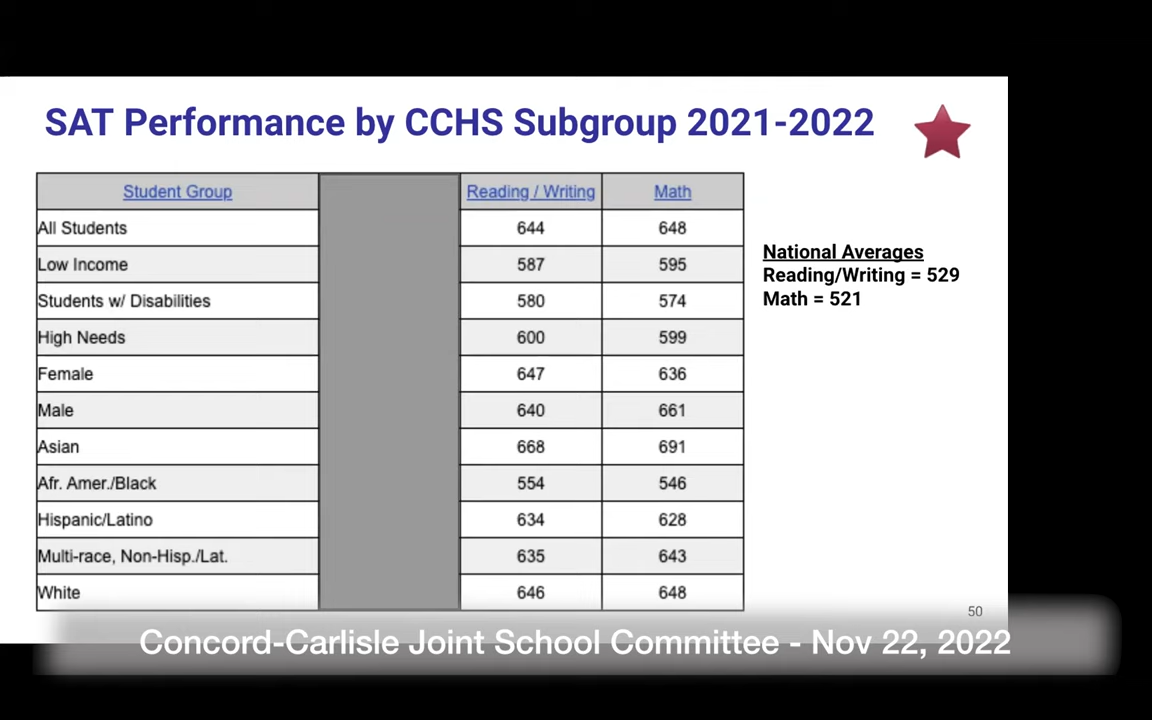 SAT Performance by CCHS Subgroup 2021-2022
Student Group Reading / Writing Math
All Students 644 648
Low Income 587 595
Students w/ Disabilities 580 574
High Needs 600 599
Female 647 636
Male 640 661
Asian 668 691
Afr. Amer./Black 554 546
Hispanic/Latino 634 628
Multi-race, Non-Hisp./Lat. 635 643
White 646 648
National Averages
Reading/Writing = 529
Math = 521
50
Concord-Carlisle Joint School Committee - Nov 22, 2022